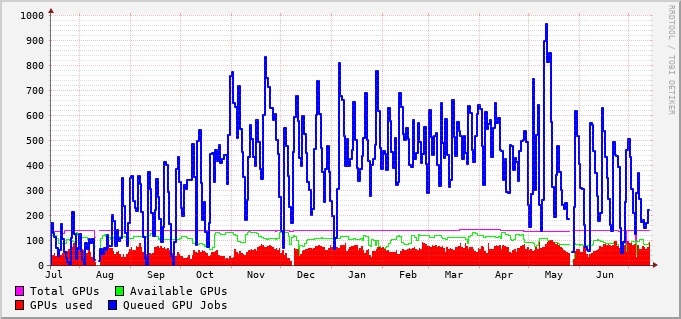 1000
900
800
700
600
500
400
300
200
100
0
Jul Aug Sep Oct Nov Dec Jan Feb Mar Apr May Jun
Total GPUs Available GPUs
GPUs used Queued GPU Jobs
RRDTOOL / TOBI OETIKER